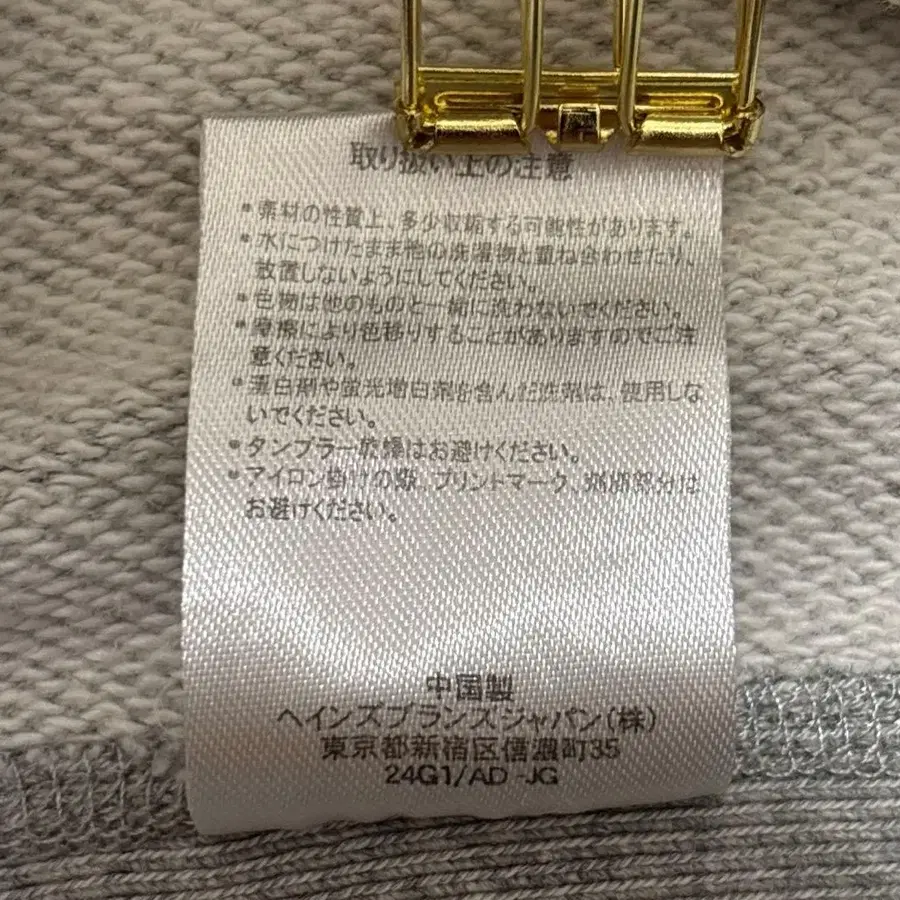 取り扱い上の注意
•素材の性質上、多少収縮する可能性があります。
•水につけたまま他の洗濯物と重ね合わせたり、
放置しないようにしてください。
•色物は他のものと一緒に洗わないでください。
•摩擦により色移りすることがありますのでご注
意ください。
•漂白剤や蛍光増白剤を含んだ洗剤は、使用しな
いでください。
•タンブラー乾燥はお避けください。
•アイロン掛けの際、プリントマーク、刺繍部分は
お避けください。
中国製
ヘインズブランズジャパン(株)
東京都新宿区信濃町35
24G1/AD-JG